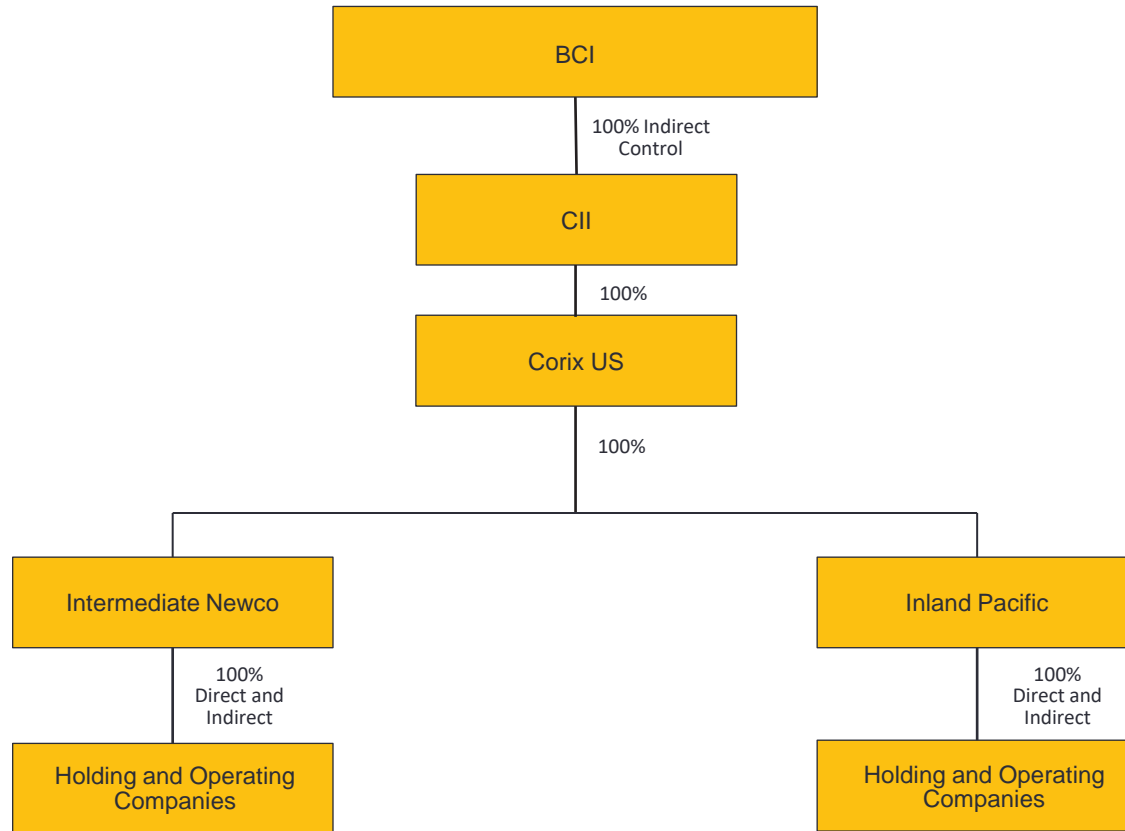 BCI
100% Indirect
Control
CII
100%
Corix US
100%
Intermediate Newco
Inland Pacific
100%
Direct and
Indirect
100%
Direct and
Indirect
Holding and Operating
Companies
Holding and Operating
Companies